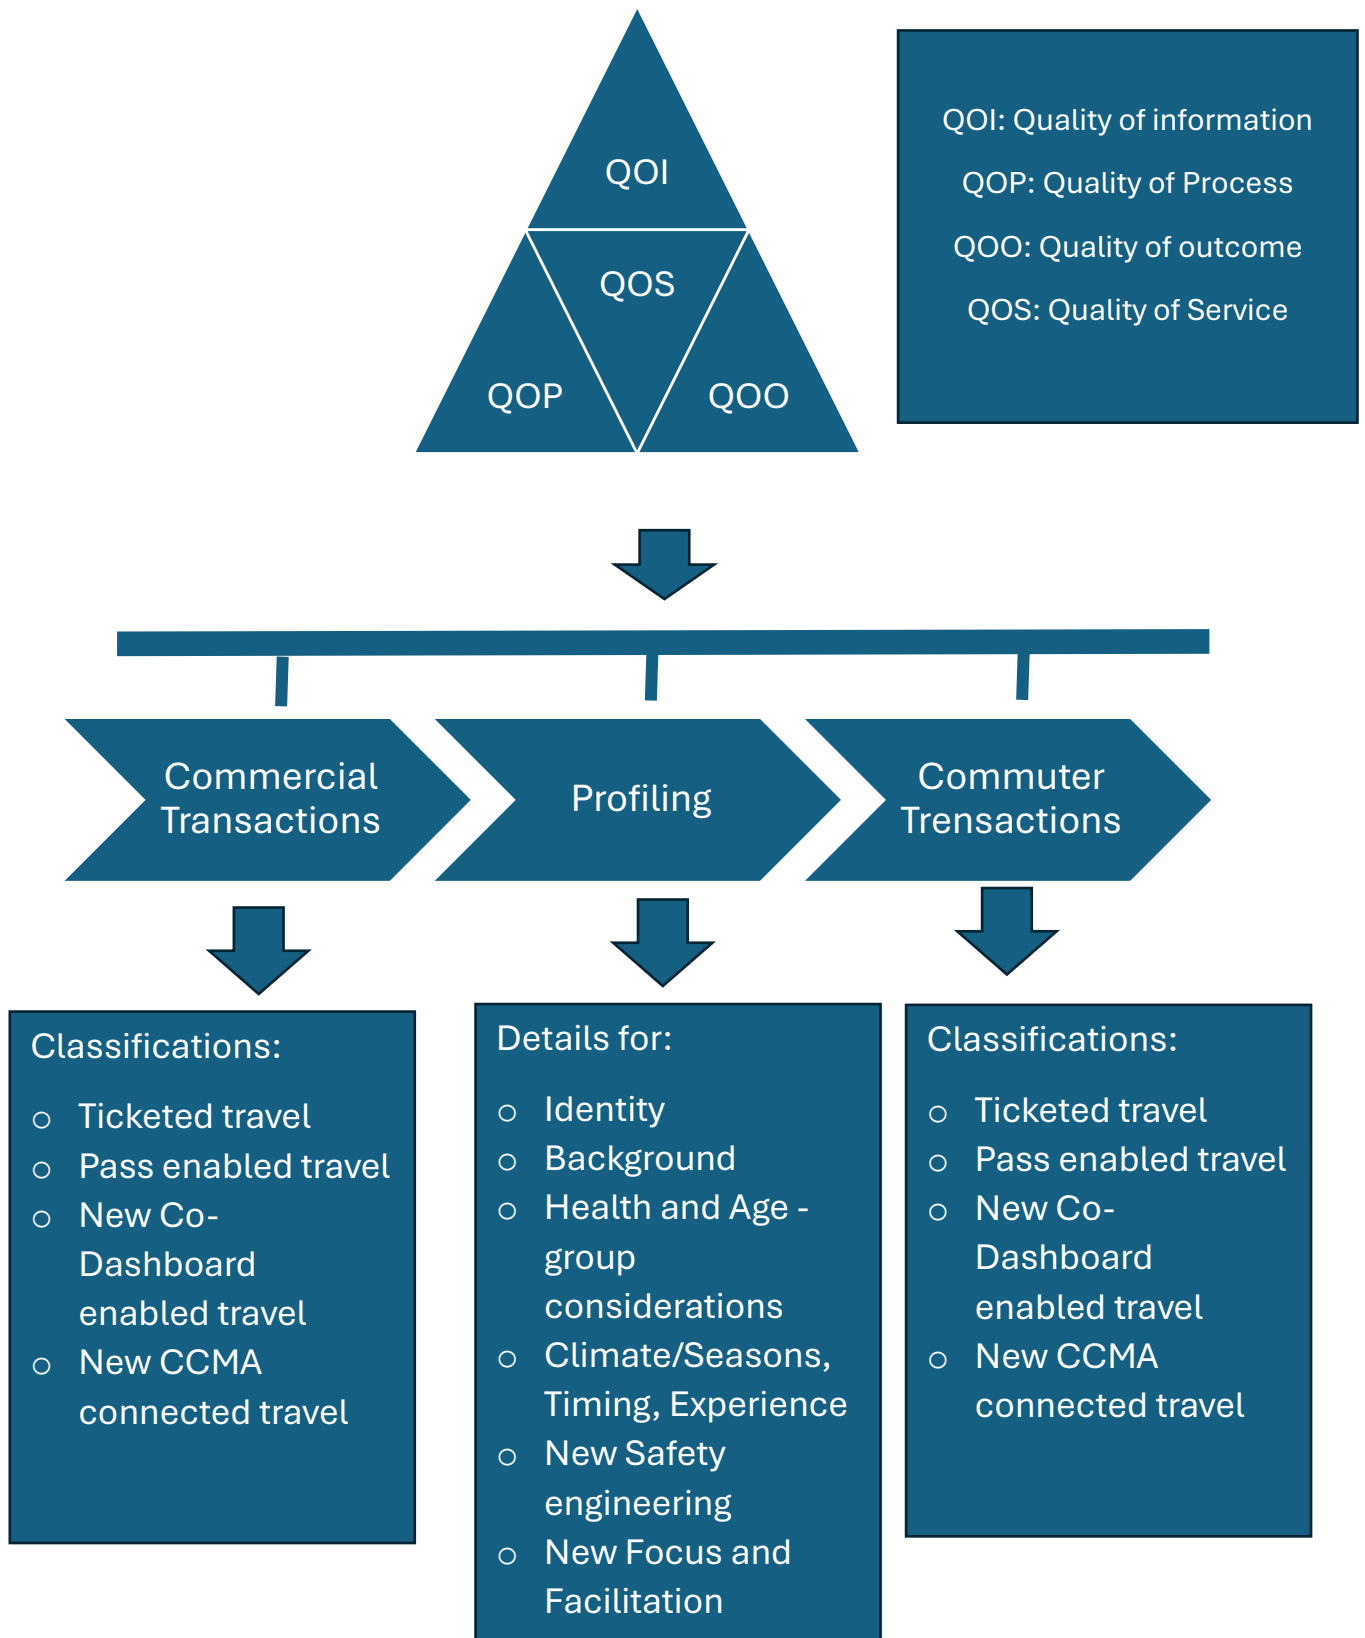 QOI
QOS
QOP
QOO
QOI: Quality of information
QOP: Quality of Process
QOO: Quality of outcome
QOS: Quality of Service
Commercial
Transactions
Profiling
Commuter
Trensactions
Classifications:
o Ticketed travel
o Pass enabled travel
o New Co-
Dashboard
enabled travel
o New CCMA
connected travel
Details for:
o Identity
o Background
o Health and Age -
group
considerations
o Climate/Seasons,
Timing, Experience
o New Safety
engineering
o New Focus and
Facilitation
Classifications:
o Ticketed travel
o Pass enabled travel
o New Co-
Dashboard
enabled travel
o New CCMA
connected travel